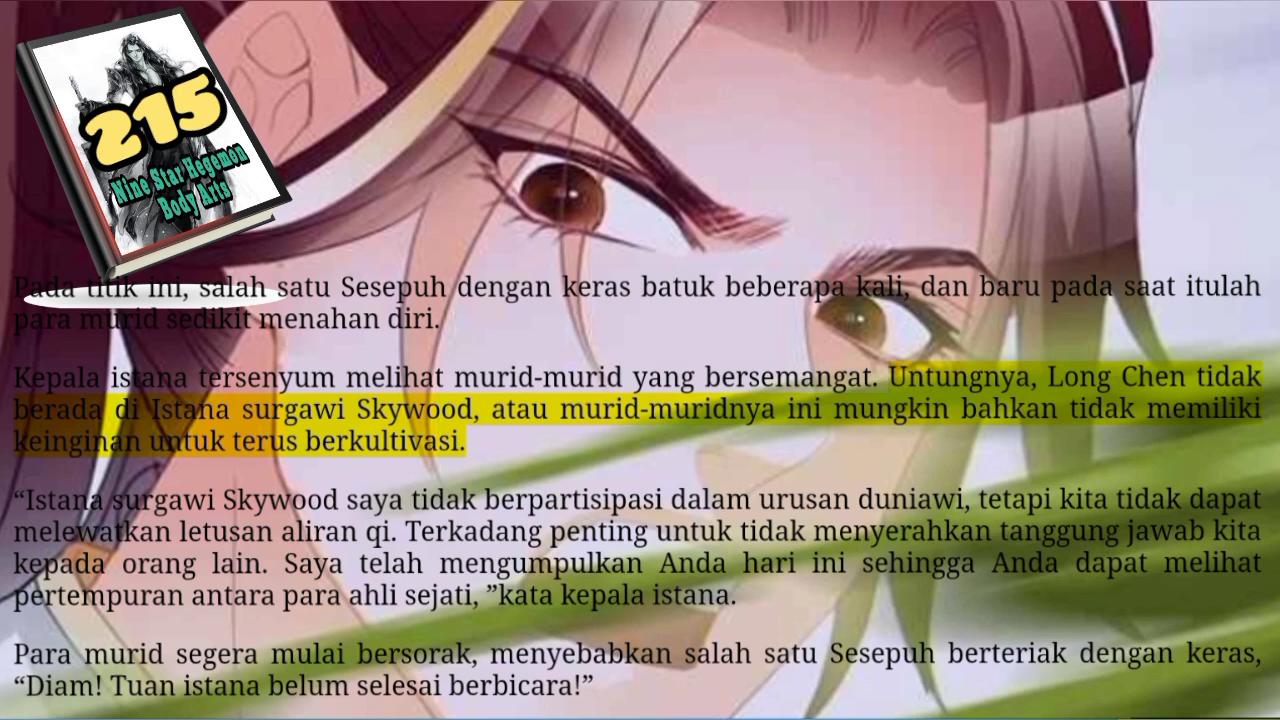 215
Nine Star Hegemon
Body Arts
Pada titik ini, salah satu Sesepuh dengan keras batuk beberapa kali, dan baru pada saat itulah
para murid sedikit menahan diri.
Kepala istana tersenyum melihat murid-murid yang bersemangat. Untungnya, Long Chen tidak
berada di Istana surgawi Skywood, atau murid-muridnya ini mungkin bahkan tidak memiliki
keinginan untuk terus berkultivasi.
“Istana surgawi Skywood saya tidak berpartisipasi dalam urusan duniawi, tetapi kita tidak dapat
melewatkan letusan aliran qi. Terkadang penting untuk tidak menyerahkan tanggung jawab kita
kepada orang lain. Saya telah mengumpulkan Anda hari ini sehingga Anda dapat melihat
pertempuran antara para ahli sejati, ”kata kepala istana.
Para murid segera mulai bersorak, menyebabkan salah satu Sesepuh berteriak dengan keras,
“Diam! Tuan istana belum selesai berbicara!”